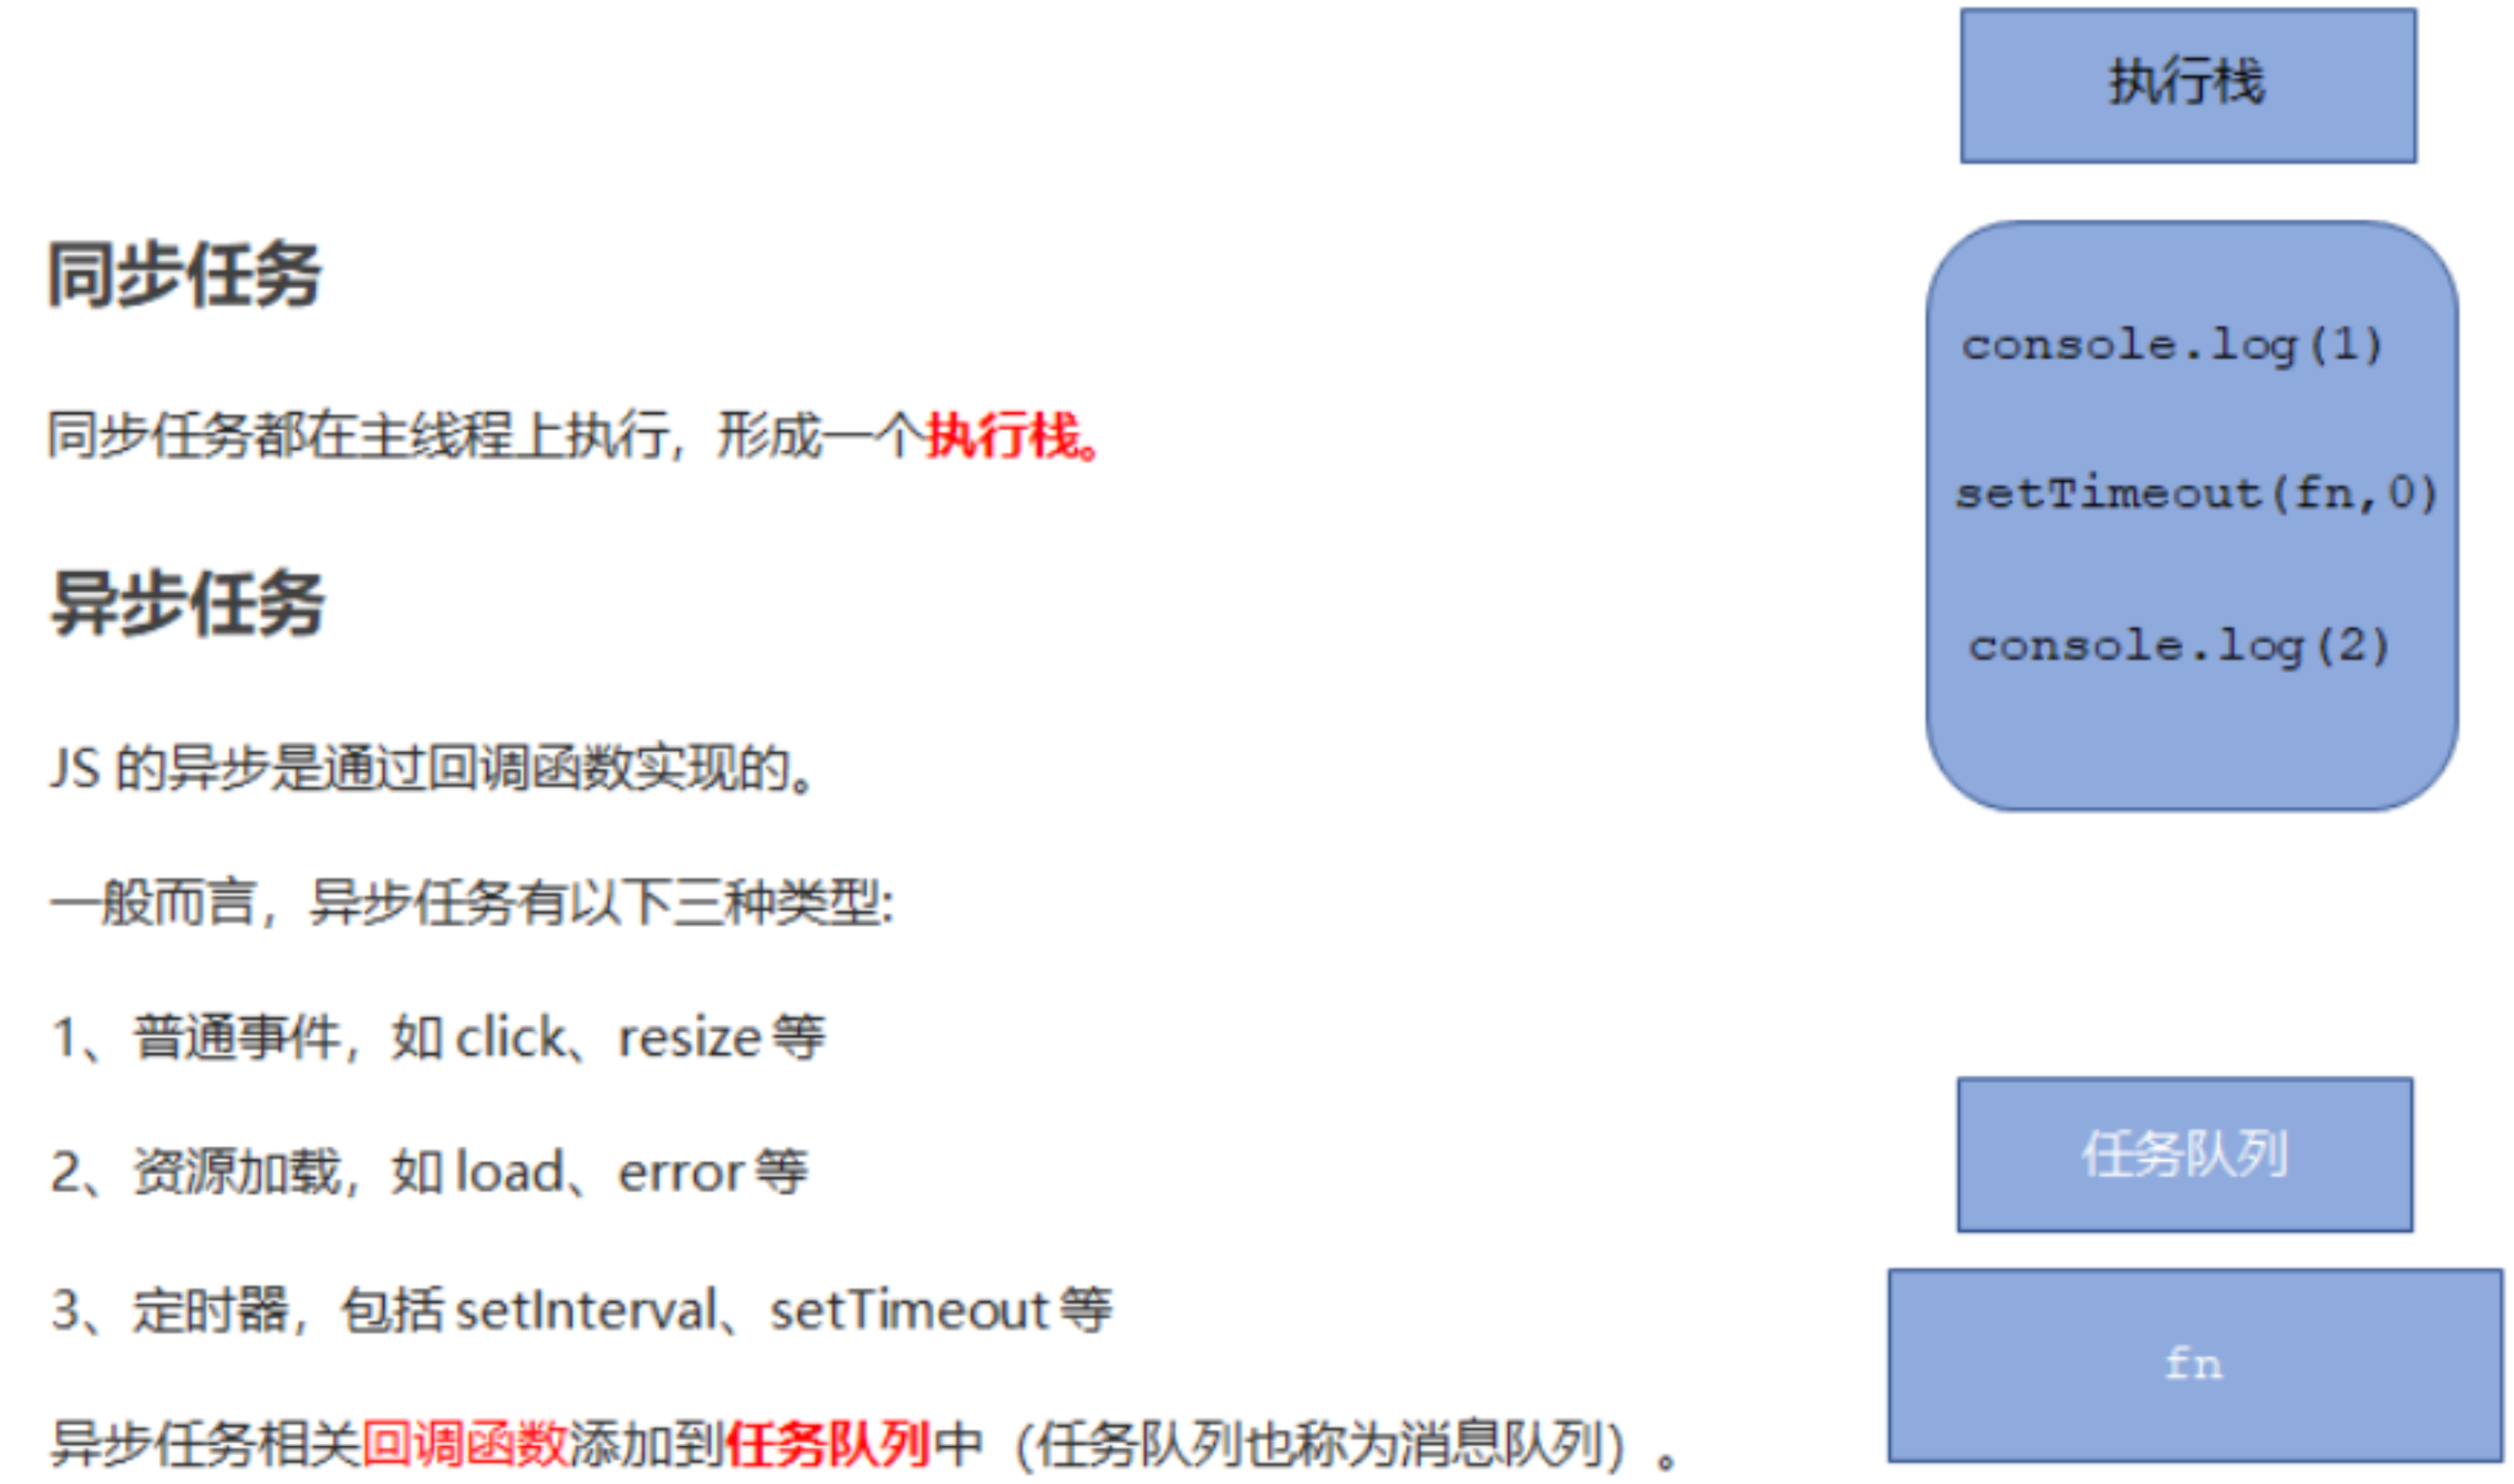 执行栈
同步任务
console.log(1)
同步任务都在主线程上执行，形成一个执行栈。
setTimeout(fn,0)
异步任务
console.log(2)
JS 的异步是通过回调函数实现的。
一般而言，异步任务有以下三种类型:
1、普通事件，如 click、resize 等
2、资源加载，如 load、error 等
任务队列
3、定时器，包括 setInterval、setTimeout 等
fn
异步任务相关回调函数添加到任务队列中（任务队列也称为消息队列）。